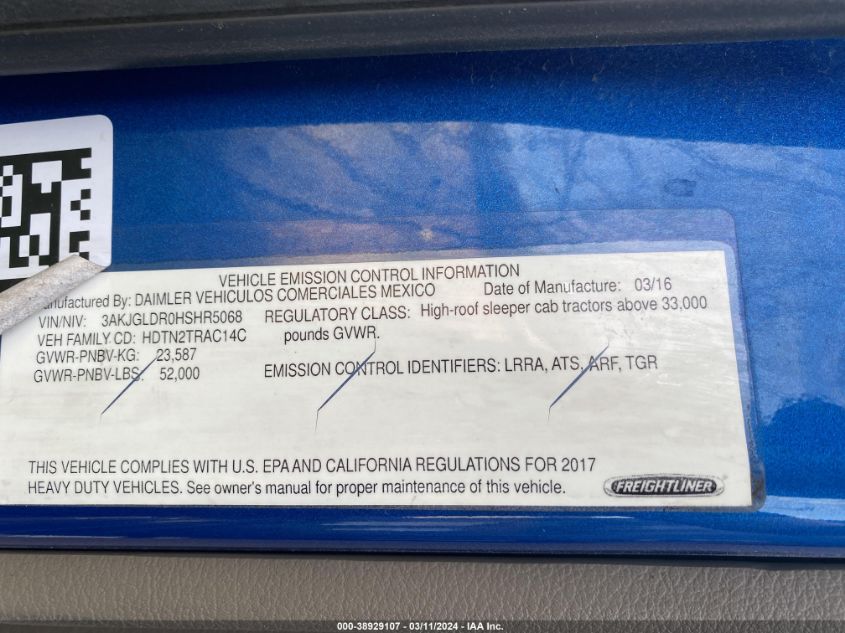 VEHICLE EMISSION CONTROL INFORMATION
Manufactured By: DAIMLER VEHICULOS COMERCIALES MEXICO Date of Manufacture: 03/16
VIN/NIV: 3AKJGLDR0HSHR5068 REGULATORY CLASS: High-roof sleeper cab tractors above 33,000
VEH FAMILY CD: HDTN2TRAC14C pounds GVWR.
GVWR-PNBV-KG: 23,587
GVWR-PNBV-LBS: 52,000 EMISSION CONTROL IDENTIFIERS: LRRA, ATS, ARF, TGR
THIS VEHICLE COMPLIES WITH U.S. EPA AND CALIFORNIA REGULATIONS FOR 2017
HEAVY DUTY VEHICLES. See owner's manual for proper maintenance of this vehicle.
FREIGHTLINER
000-38929107 - 03/11/2024 - IAA Inc.